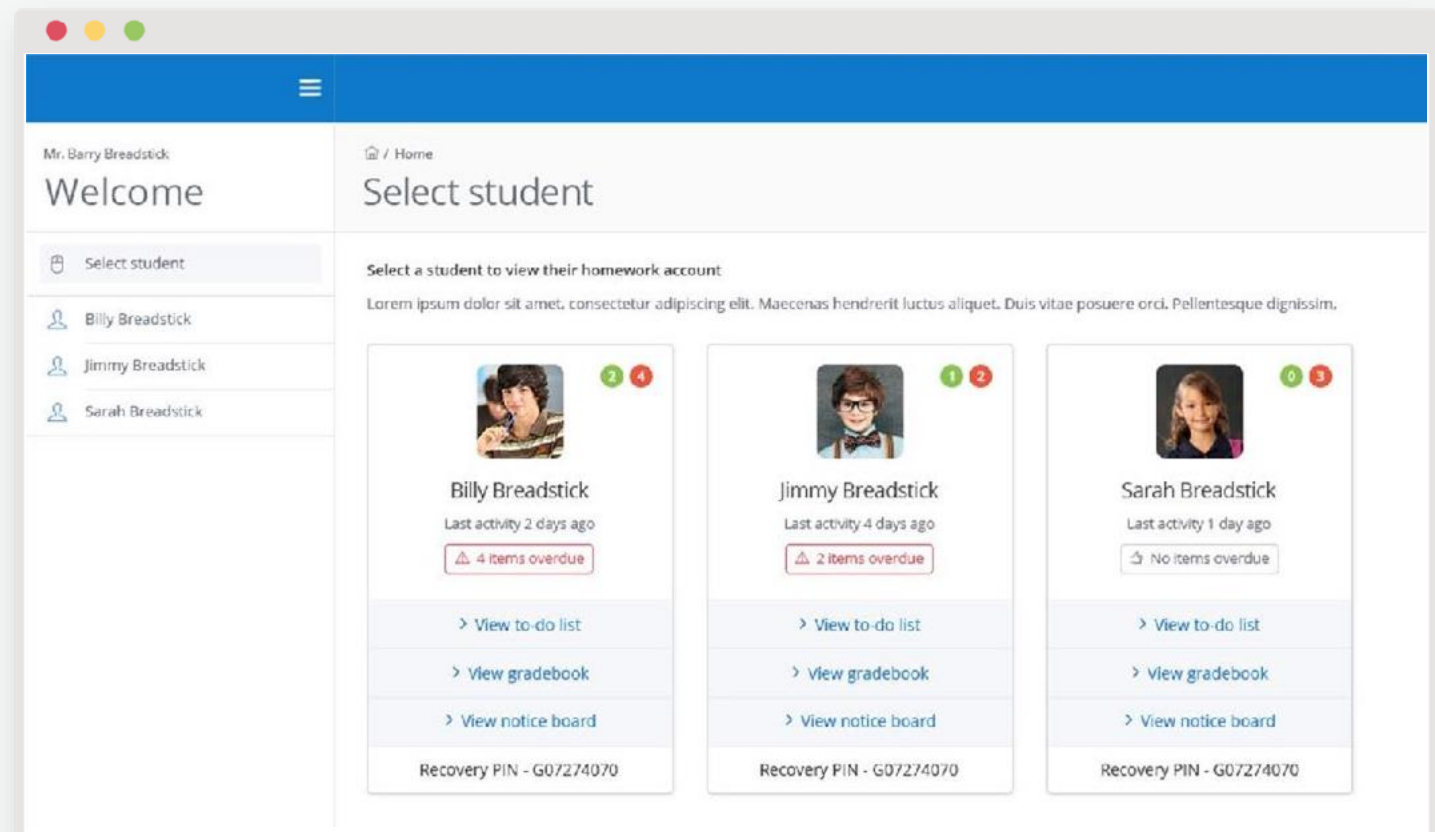 Mr. Barry Breadstick
Welcome
Select student
Billy Breadstick
Jimmy Breadstick
Sarah Breadstick
/ Home
Select student
Select a student to view their homework account
Lorem ipsum dolor sit amet, consectetur adipiscing elit. Maecenas hendrerit luctus aliquet. Duis vitae posuere orci. Pellentesque dignissim.
2 4
Billy Breadstick
Last activity 2 days ago
4 items overdue
> View to-do list
> View gradebook
> View notice board
Recovery PIN - G07274070
1 2
Jimmy Breadstick
Last activity 4 days ago
2 items overdue
> View to-do list
> View gradebook
> View notice board
Recovery PIN - G07274070
0 3
Sarah Breadstick
Last activity 1 day ago
No items overdue
> View to-do list
> View gradebook
> View notice board
Recovery PIN - G07274070